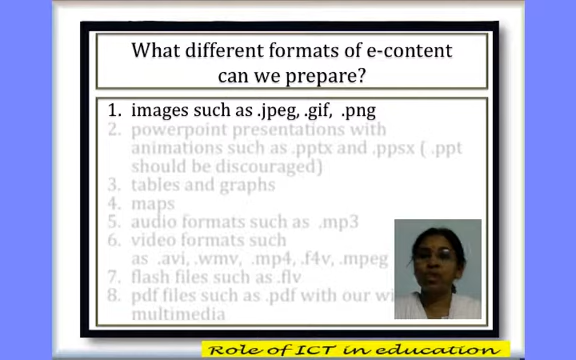 What different formats of e-content
can we prepare?
1. images such as .jpeg, .gif, .png
2. powerpoint presentations with
animations such as .pptx and .ppsx ( .ppt
should be discouraged)
3. tables and graphs
4. maps
5. audio formats such as .mp3
6. video formats such
as .avi, .wmv, .mp4, .f4v, .mpeg
7. flash files such as .flv
8. pdf files such as .pdf with our
multimedia
Role of ICT in education